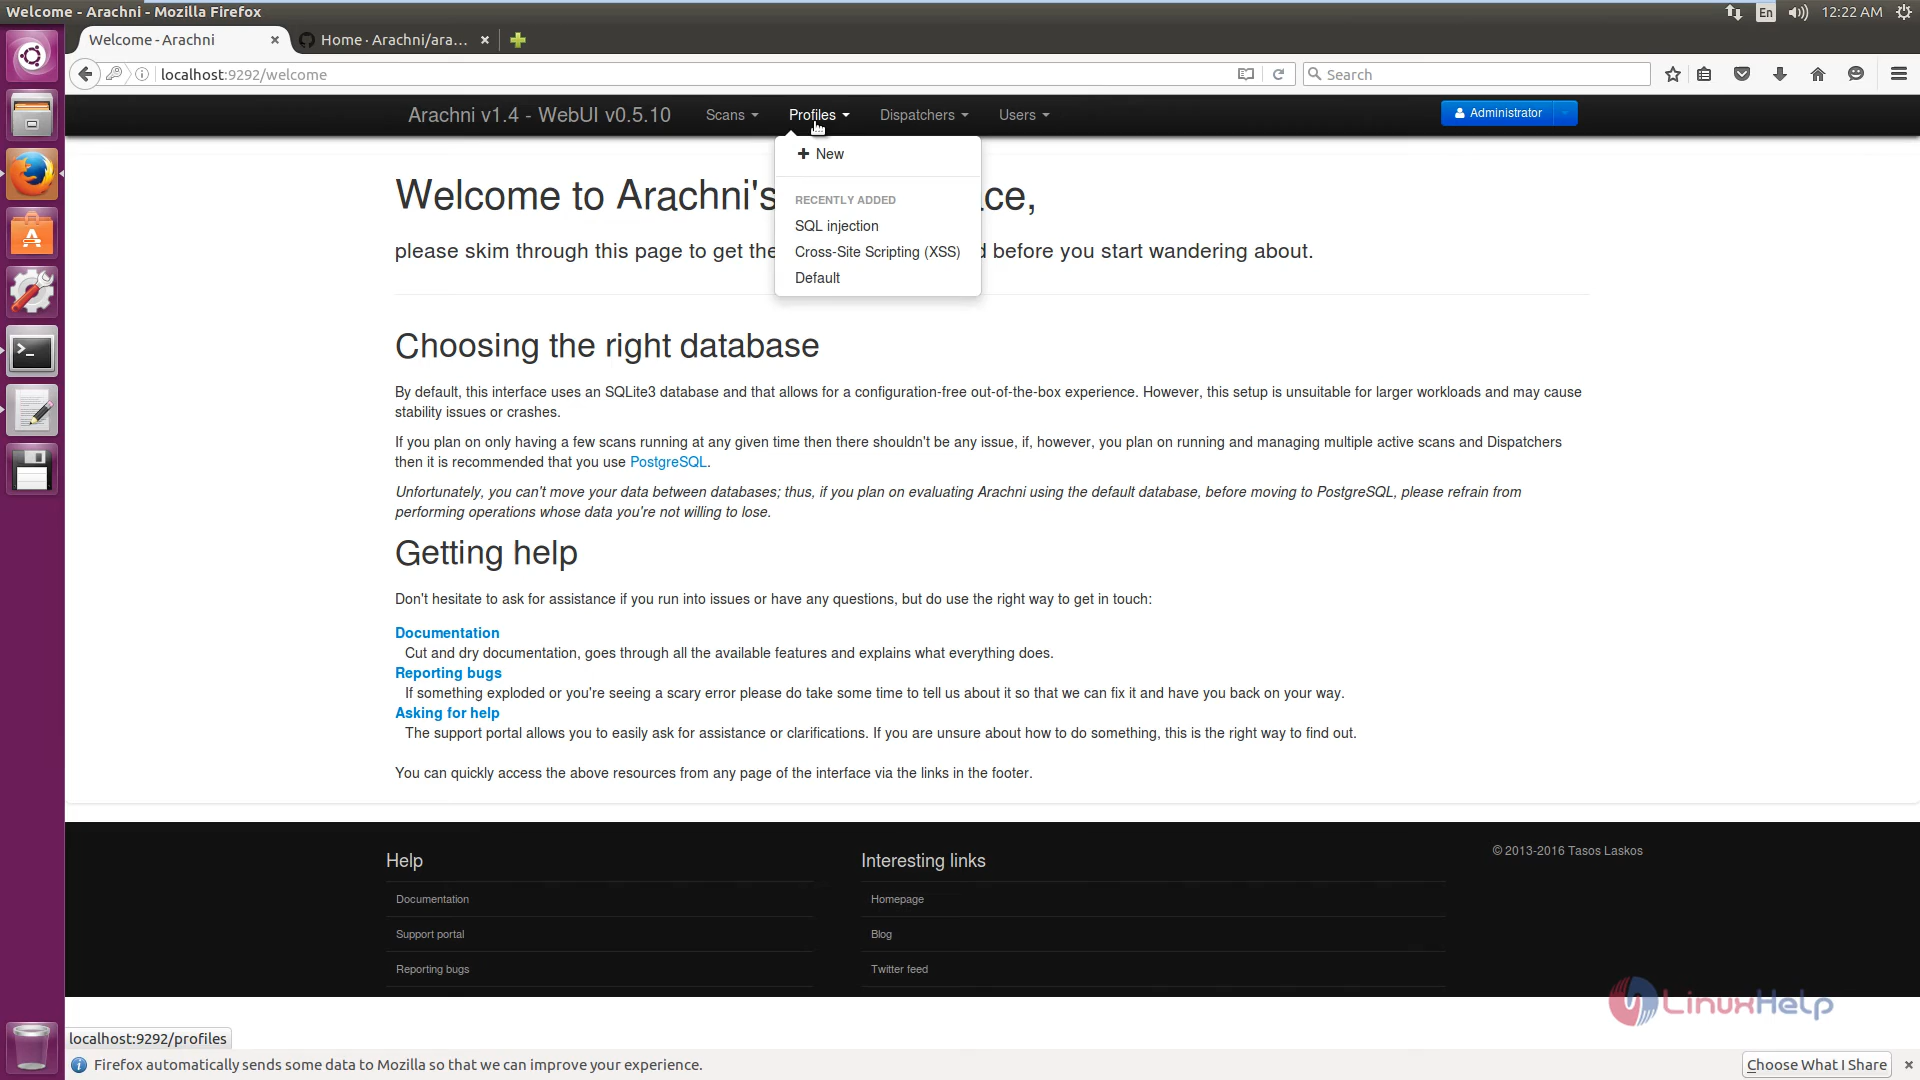 Welcome - Arachni - Mozilla Firefox
En
12:22 AM
Welcome - Arachni
Home · Arachni/ara...
localhost:9292/welcome
Search
Arachni v1.4 - WebUI v0.5.10
Scans
Profiles
Dispatchers
Users
Administrator
New
RECENTLY ADDED
SQL injection
Cross-Site Scripting (XSS)
Default
Welcome to Arachni's ce,
please skim through this page to get the d before you start wandering about.
Choosing the right database
By default, this interface uses an SQLite3 database and that allows for a configuration-free out-of-the-box experience. However, this setup is unsuitable for larger workloads and may cause
stability issues or crashes.
If you plan on only having a few scans running at any given time then there shouldn't be any issue, if, however, you plan on running and managing multiple active scans and Dispatchers
then it is recommended that you use PostgreSQL.
Unfortunately, you can't move your data between databases; thus, if you plan on evaluating Arachni using the default database, before moving to PostgreSQL, please refrain from
performing operations whose data you're not willing to lose.
Getting help
Don't hesitate to ask for assistance if you run into issues or have any questions, but do use the right way to get in touch:
Documentation
Cut and dry documentation, goes through all the available features and explains what everything does.
Reporting bugs
If something exploded or you're seeing a scary error please do take some time to tell us about it so that we can fix it and have you back on your way.
Asking for help
The support portal allows you to easily ask for assistance or clarifications. If you are unsure about how to do something, this is the right way to find out.
You can quickly access the above resources from any page of the interface via the links in the footer.
Help
Documentation
Support portal
Reporting bugs
Interesting links
Homepage
Blog
Twitter feed
© 2013-2016 Tasos Laskos
LinuxHelp
localhost:9292/profiles
Firefox automatically sends some data to Mozilla so that we can improve your experience.
Choose What I Share